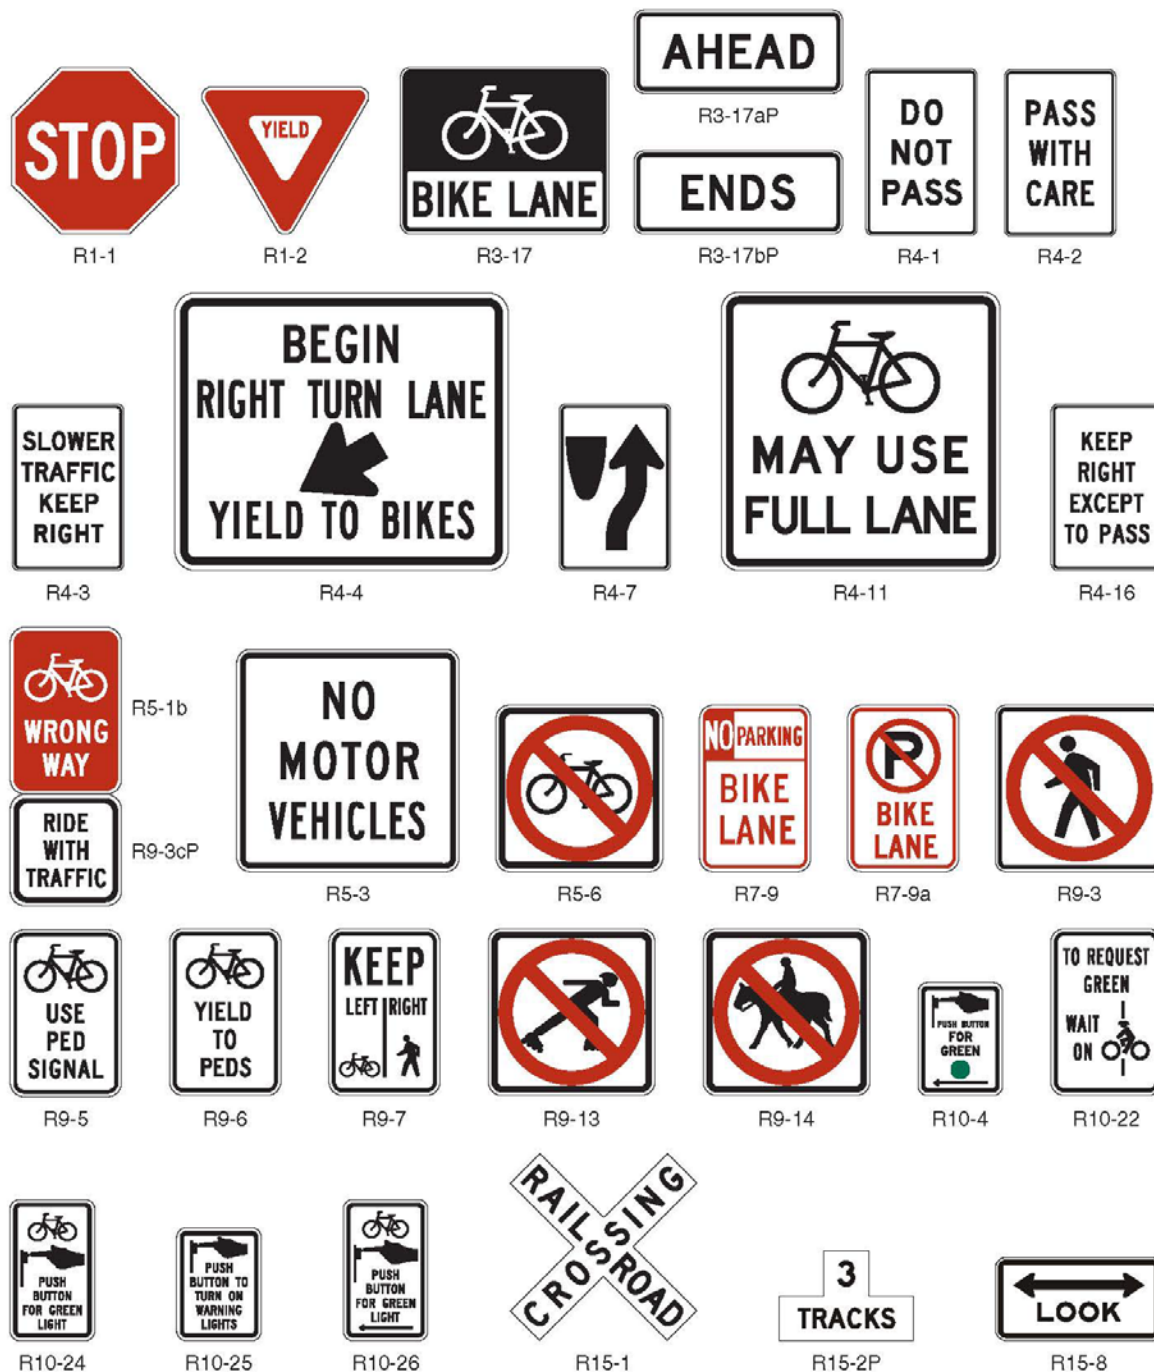 STOP
R1-1
YIELD
R1-2
BIKE LANE
R3-17
AHEAD
R3-17aP
ENDS
R3-17bP
DO
NOT
PASS
R4-1
PASS
WITH
CARE
R4-2
SLOWER
TRAFFIC
KEEP
RIGHT
R4-3
BEGIN
RIGHT TURN LANE
YIELD TO BIKES
R4-4
R4-7
MAY USE
FULL LANE
R4-11
KEEP
RIGHT
EXCEPT
TO PASS
R4-16
WRONG
WAY
R5-1b
RIDE
WITH
TRAFFIC
R9-3cP
NO
MOTOR
VEHICLES
R5-3
R5-6
NO PARKING
BIKE
LANE
R7-9
P
BIKE
LANE
R7-9a
R9-3
USE
PED
SIGNAL
R9-5
YIELD
TO
PEDS
R9-6
KEEP
LEFT RIGHT
R9-7
R9-13
R9-14
PUSH BUTTON
FOR
GREEN
R10-4
TO REQUEST
GREEN
WAIT
ON
R10-22
PUSH
BUTTON
FOR GREEN
LIGHT
R10-24
PUSH
BUTTON TO
TURN ON
WARNING
LIGHTS
R10-25
PUSH
BUTTON
FOR GREEN
LIGHT
R10-26
RAILROAD
CROSSING
R15-1
3
TRACKS
R15-2P
LOOK
R15-8